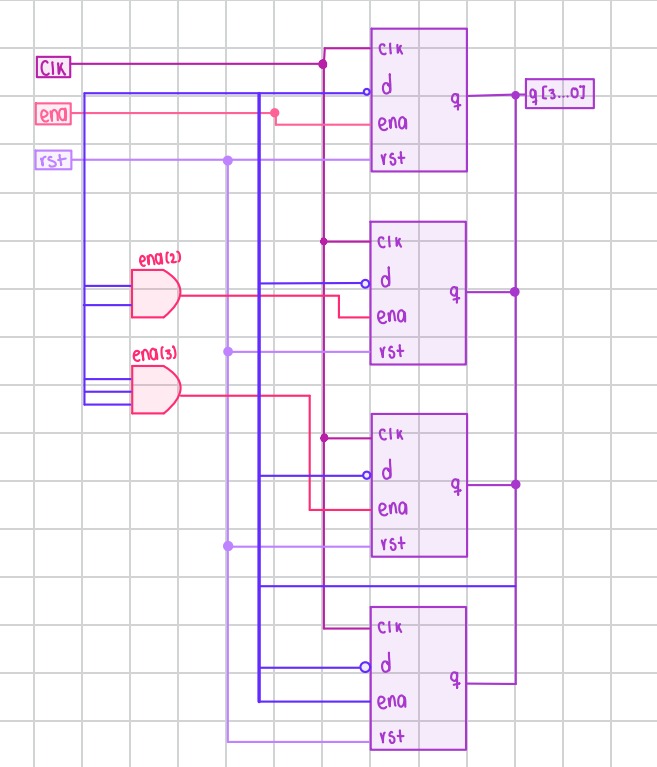 Clk
ena
rst
clk
d
ena
rst
q
q[3...0]
ena(2)
clk
d
ena
rst
q
ena(3)
clk
d
ena
rst
q
clk
d
ena
rst
q